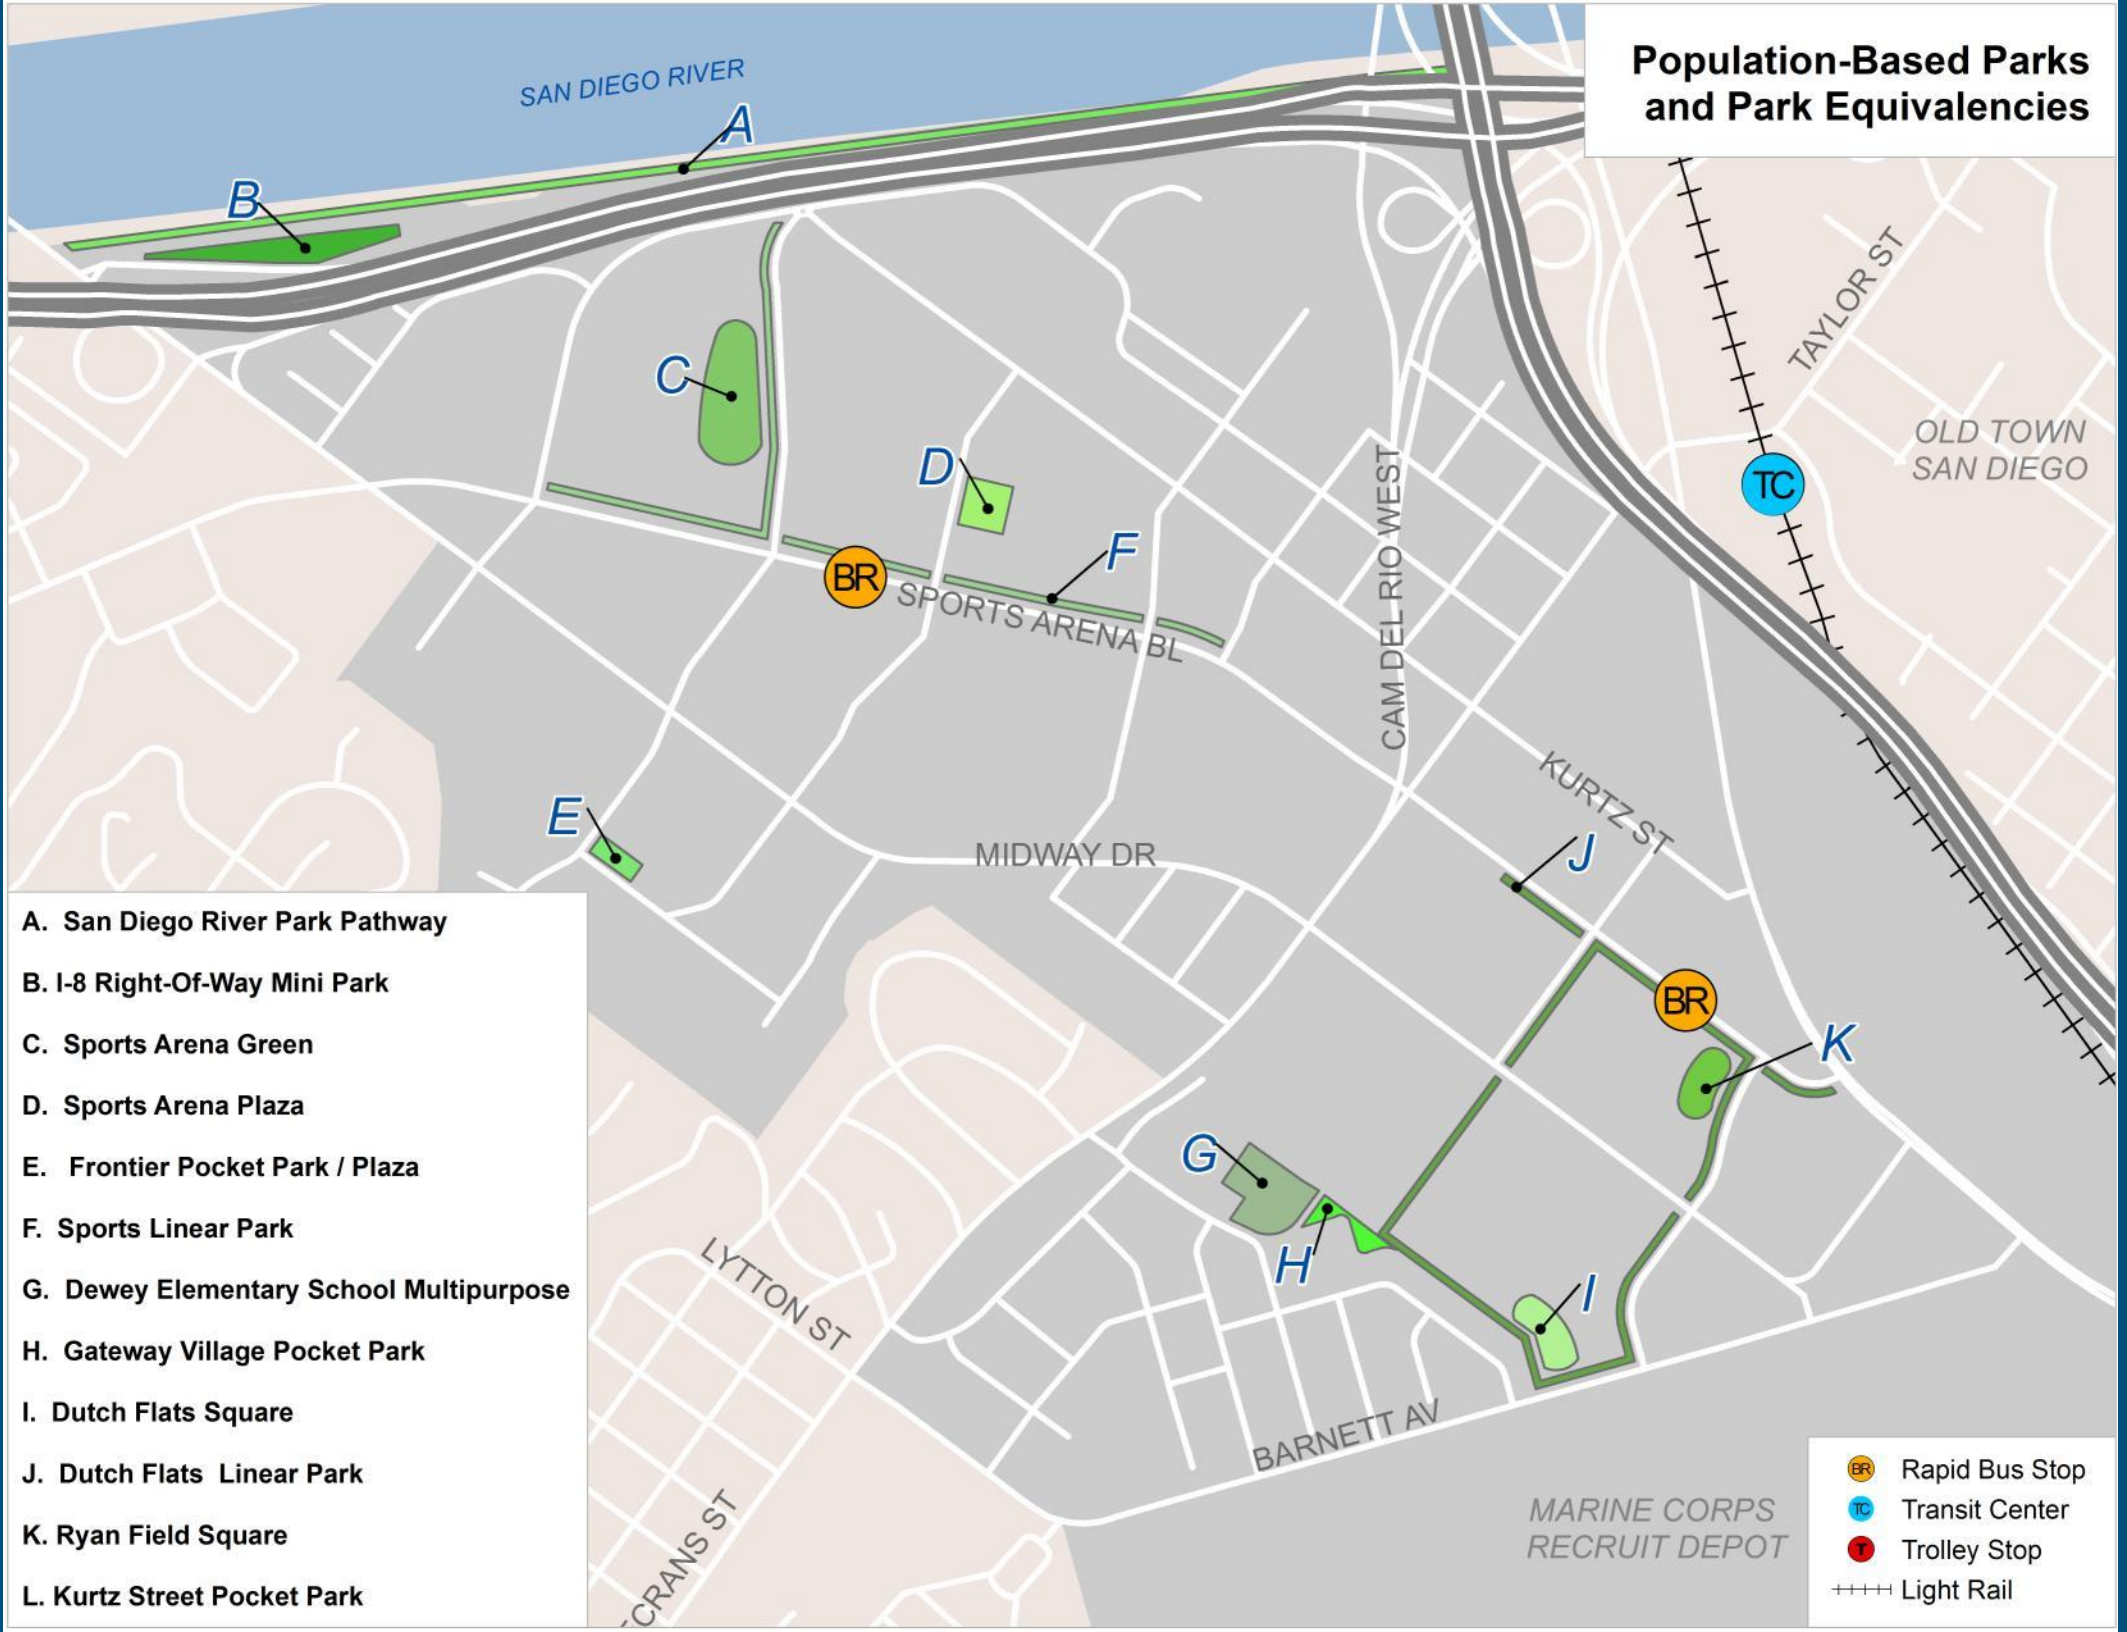 Population-Based Parks
and Park Equivalencies
SAN DIEGO RIVER
A
B
TAYLOR ST
C
OLD TOWN
SAN DIEGO
D
TC
CAM DEL RIO WEST
F
BR
SPORTS ARENA BL
KURTZ ST
E
MIDWAY DR
J
BR
K
G
H
I
LYTTON ST
BARNETT AV
CRANS ST
MARINE CORPS
RECRUIT DEPOT
A. San Diego River Park Pathway
B. I-8 Right-Of-Way Mini Park
C. Sports Arena Green
D. Sports Arena Plaza
E. Frontier Pocket Park / Plaza
F. Sports Linear Park
G. Dewey Elementary School Multipurpose
H. Gateway Village Pocket Park
I. Dutch Flats Square
J. Dutch Flats Linear Park
K. Ryan Field Square
L. Kurtz Street Pocket Park
BR Rapid Bus Stop
TC Transit Center
T Trolley Stop
Light Rail